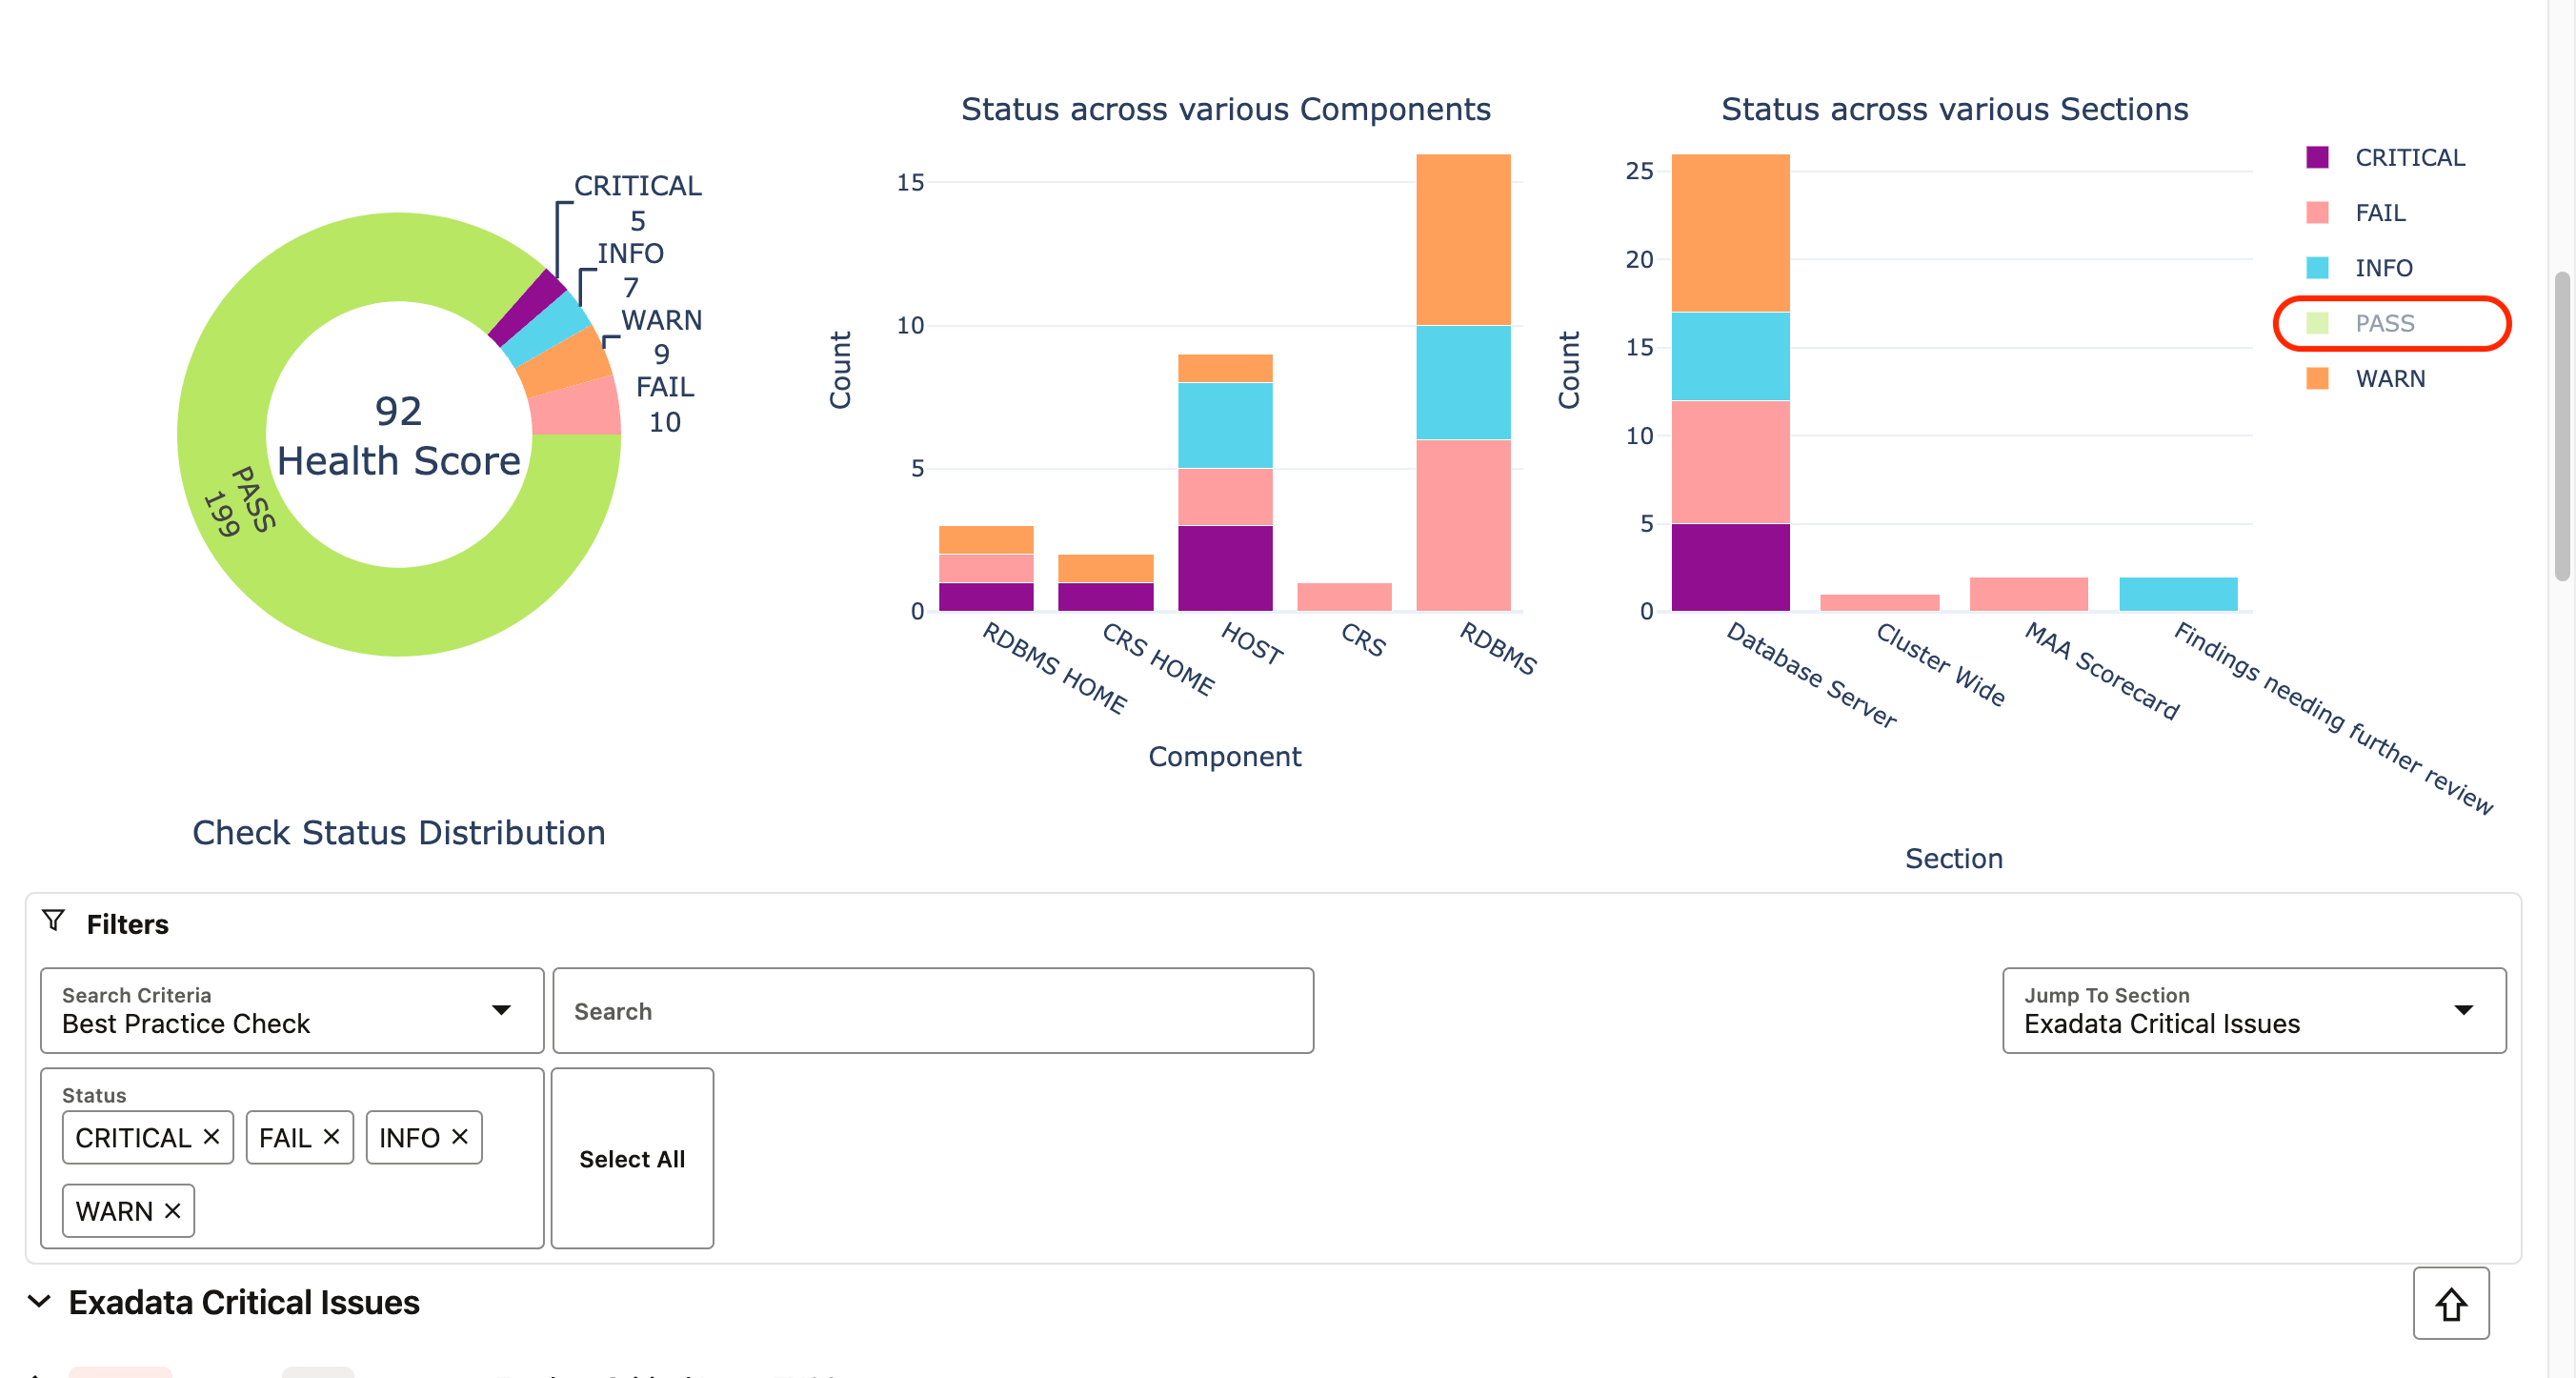 CRITICAL
5
INFO
7
WARN
9
FAIL
10
92
Health Score
PASS
199
Check Status Distribution
Status across various Components
Count
15
10
5
0
RDBMS HOME
CRS HOME
HOST
CRS
RDBMS
Component
Status across various Sections
Count
25
20
15
10
5
0
Database Server
Cluster Wide
MAA Scorecard
Findings needing further review
Section
CRITICAL
FAIL
INFO
PASS
WARN
Filters
Search Criteria
Best Practice Check
Search
Jump To Section
Exadata Critical Issues
Status
CRITICAL ×
FAIL ×
INFO ×
WARN ×
Select All
Exadata Critical Issues